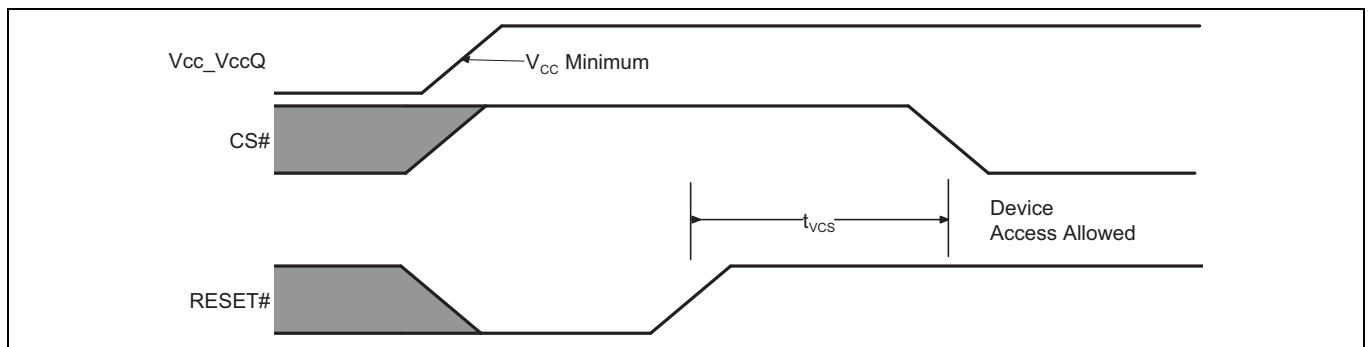 Vcc_VccQ
VCC Minimum
CS#
tVCS
Device
Access Allowed
RESET#